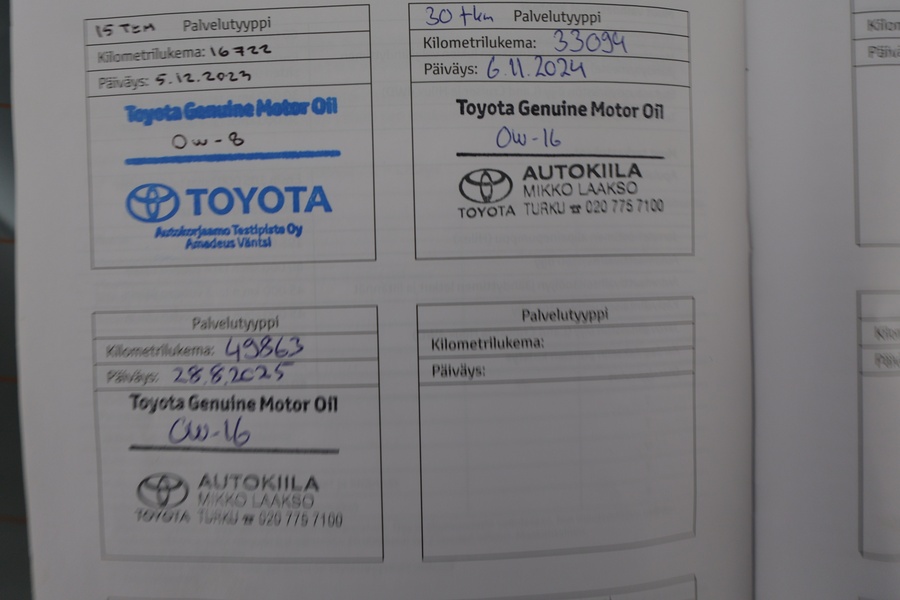 15 TKM Palvelutyyppi
Kilometrilukema: 16722
Päiväys: 5.12.2023
Toyota Genuine Motor Oil
0w-8
TOYOTA
Autokorjaamo Testipiste Oy
Amadeus Väntsi
30 tkm Palvelutyyppi
Kilometrilukema: 33094
Päiväys: 6.11.2024
Toyota Genuine Motor Oil
0w-16
AUTOKIILA
MIKKO LAAKSO
TOYOTA TURKU ☎ 020 775 7100
Palvelutyyppi
Kilometrilukema: 49863
Päiväys: 28.8.2025
Toyota Genuine Motor Oil
0w-16
AUTOKIILA
MIKKO LAAKSO
TOYOTA TURKU ☎ 020 775 7100
Palvelutyyppi
Kilometrilukema:
Päiväys: